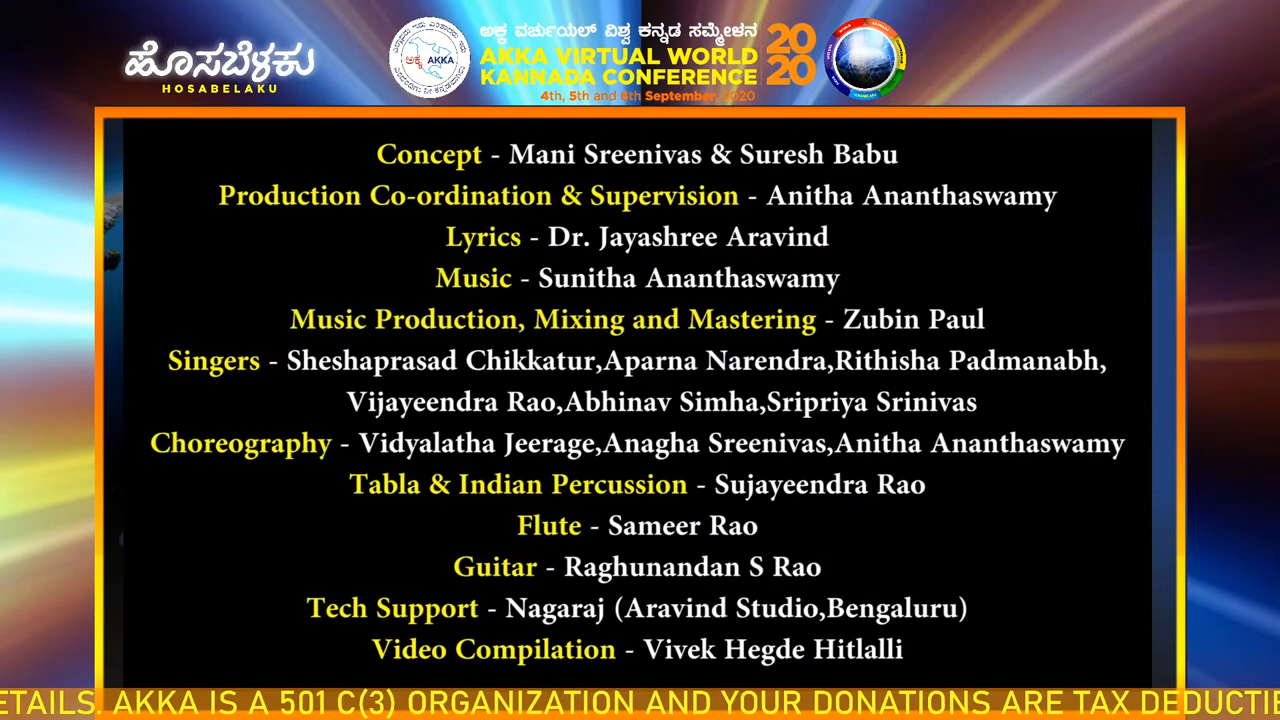 ಹೊಸಬೆಳಕು
HOSABELAKU
AKKA
ಅಕ್ಕ ವರ್ಚುಯಲ್ ವಿಶ್ವ ಕನ್ನಡ ಸಮ್ಮೇಳನ
AKKA VIRTUAL WORLD
KANNADA CONFERENCE
2020
4th, 5th and 6th September, 2020
Concept - Mani Sreenivas & Suresh Babu
Production Co-ordination & Supervision - Anitha Ananthaswamy
Lyrics - Dr. Jayashree Aravind
Music - Sunitha Ananthaswamy
Music Production, Mixing and Mastering - Zubin Paul
Singers - Sheshaprasad Chikkatur,Aparna Narendra,Rithisha Padmanabh,
Vijayeendra Rao,Abhinav Simha,Sripriya Srinivas
Choreography - Vidyalatha Jeerage,Anagha Sreenivas,Anitha Ananthaswamy
Tabla & Indian Percussion - Sujayeendra Rao
Flute - Sameer Rao
Guitar - Raghunandan S Rao
Tech Support - Nagaraj (Aravind Studio,Bengaluru)
Video Compilation - Vivek Hegde Hitlalli
ETAILS. AKKA IS A 501 C(3) ORGANIZATION AND YOUR DONATIONS ARE TAX DEDUCTIB